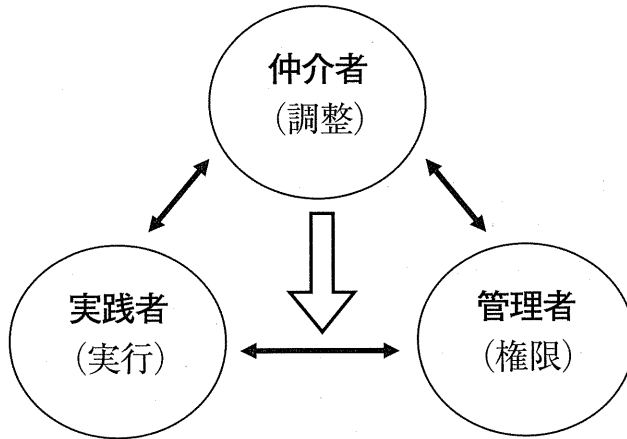 仲介者
(調整)
実践者
(実行)
管理者
(権限)